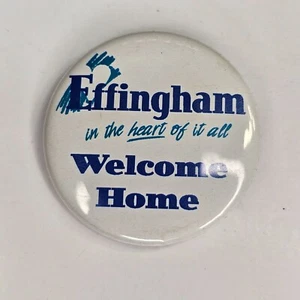 Effingham
in the heart of it all
Welcome
Home